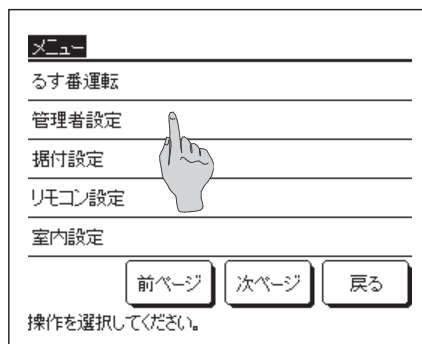 メニュー
るす番運転
管理者設定
据付設定
リモコン設定
室内設定
前ページ 次ページ 戻る
操作を選択してください。